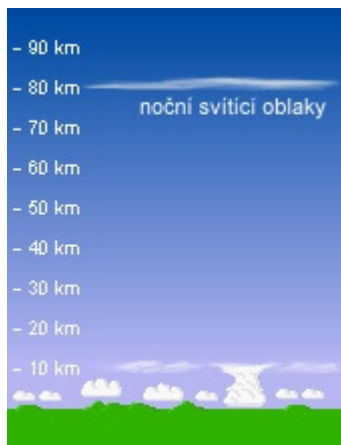 – 90 km
– 80 km
noční svítící oblaky
– 70 km
– 60 km
– 50 km
– 40 km
– 30 km
– 20 km
– 10 km